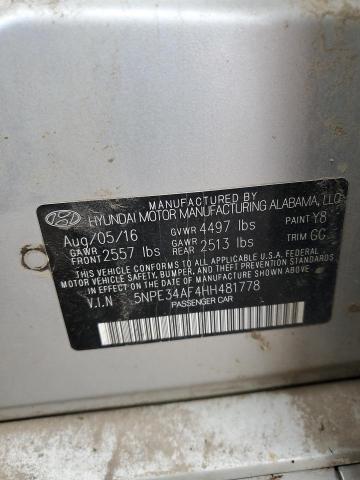 MANUFACTURED BY
HYUNDAI MOTOR MANUFACTURING ALABAMA, LLC
Aug/05/16 GVWR 4497 lbs PAINT Y8
GAWR FRONT 2557 lbs GAWR REAR 2513 lbs TRIM GC
THIS VEHICLE CONFORMS TO ALL APPLICABLE U.S.A. FEDERAL
MOTOR VEHICLE SAFETY, BUMPER, AND THEFT PREVENTION
STANDARDS IN EFFECT ON THE DATE OF MANUFACTURE SHOWN ABOVE.
V.I.N 5NPE34AF4HH481778
PASSENGER CAR